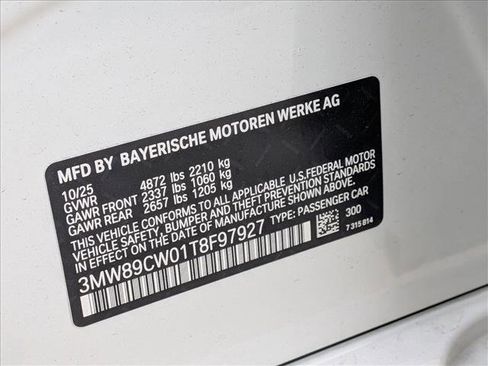 MFD BY BAYERISCHE MOTOREN WERKE AG
10/25
GVWR 4872 lbs 2210 kg
GAWR FRONT 2337 lbs 1060 kg
GAWR REAR 2657 lbs 1205 kg
THIS VEHICLE CONFORMS TO ALL APPLICABLE U.S.FEDERAL MOTOR
VEHICLE SAFETY, BUMPER AND THEFT PREVENTION STANDARDS
IN EFFECT ON THE DATE OF MANUFACTURE SHOWN ABOVE.
3MW89CW01T8F97927 TYPE: PASSENGER CAR
300
7 315 814